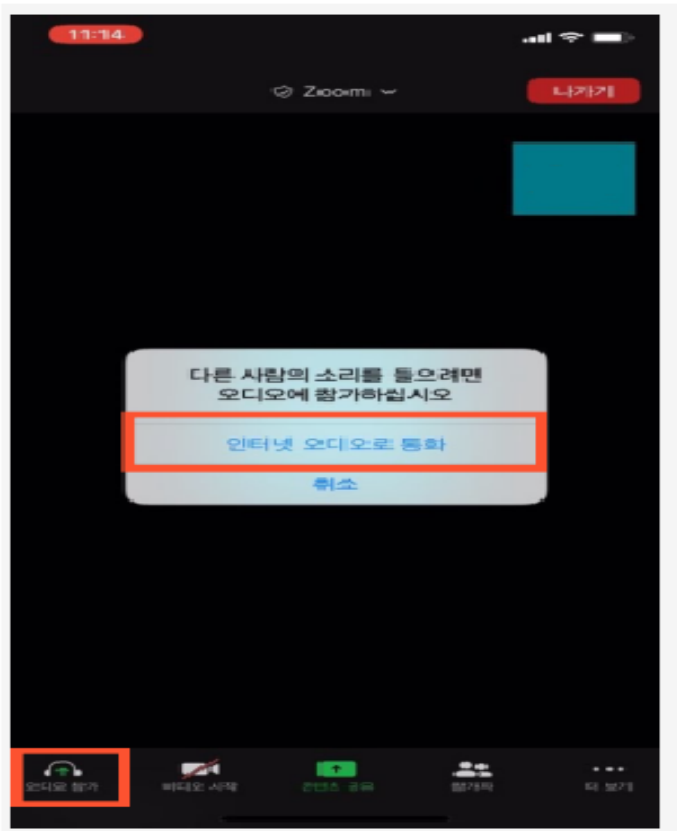 11:14
Zoom
나가기
다른 사람의 소리를 들으려면
오디오에 참가하십시오
인터넷 오디오로 통화
취소
오디오 참가
비디오 시작
컨텐츠 공유
참가자
더 보기